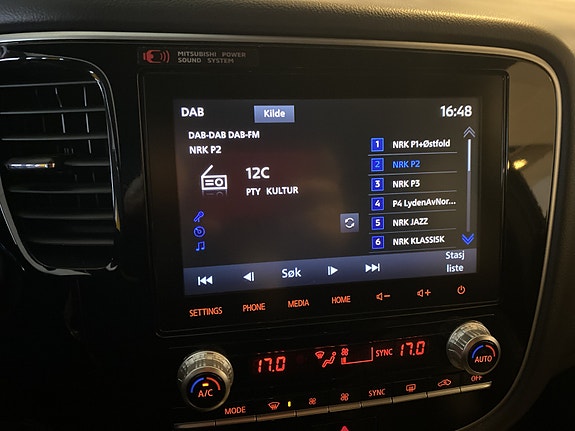 MITSUBISHI POWER
SOUND SYSTEM
DAB
Kilde
16:48
DAB-DAB DAB-FM
NRK P2
12C
PTY KULTUR
1 NRK P1+Østfold
2 NRK P2
3 NRK P3
4 P4 LydenAvNor...
5 NRK JAZZ
6 NRK KLASSISK
Søk
Stasj
liste
SETTINGS PHONE MEDIA HOME
17.0 SYNC 17.0
A/C
AUTO
MODE SYNC OFF